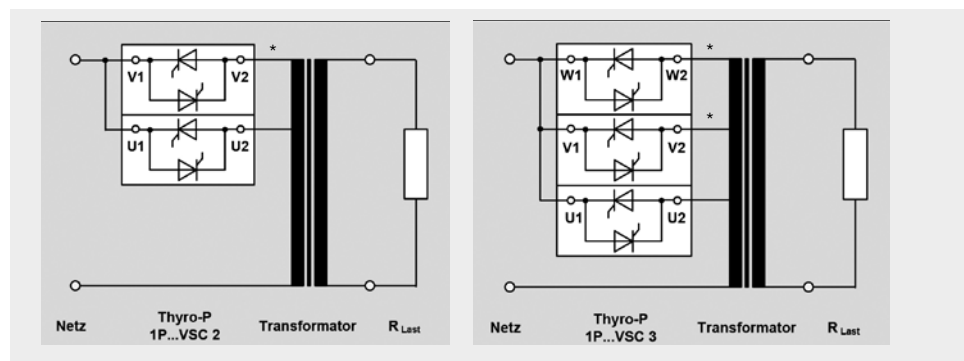 *
V1 V2
U1 U2
Netz
Thyro-P
1P...VSC 2
Transformator
R Last
*
W1 W2
*
V1 V2
U1 U2
Netz
Thyro-P
1P...VSC 3
Transformator
R Last